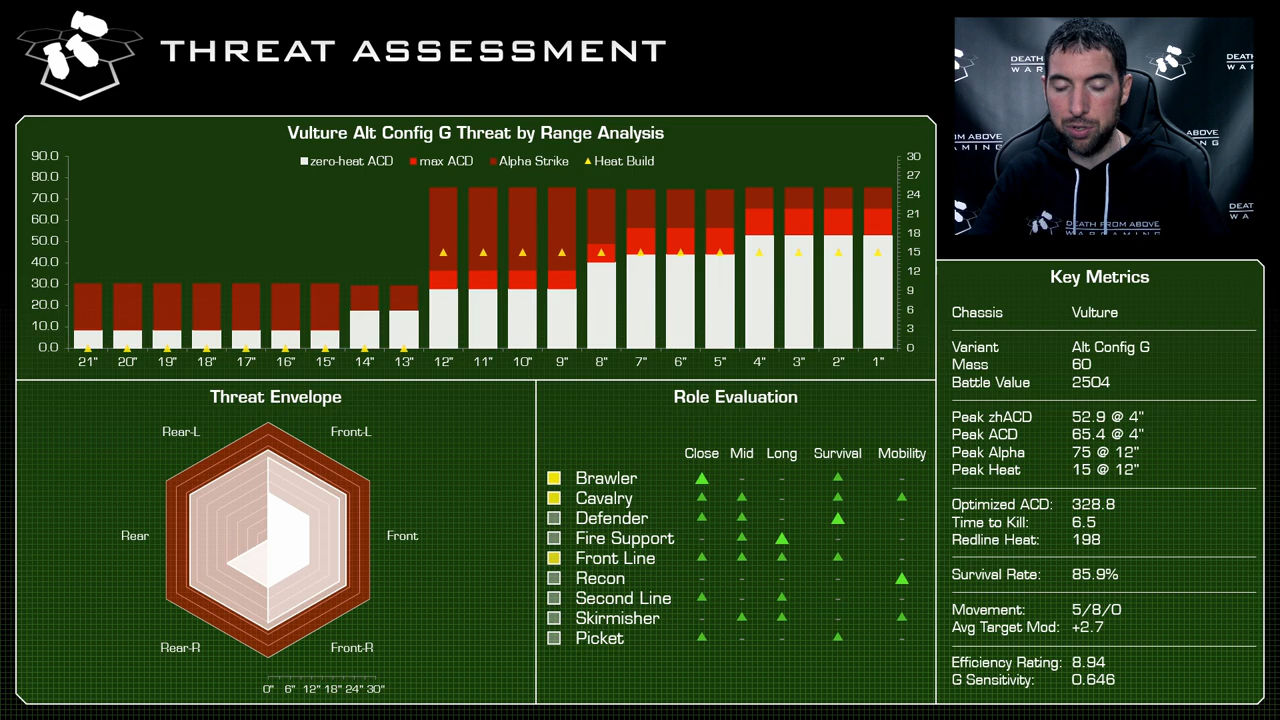 THREAT ASSESSMENT
Vulture Alt Config G Threat by Range Analysis
zero-heat ACD max ACD Alpha Strike Heat Build
90.0
80.0
70.0
60.0
50.0
40.0
30.0
20.0
10.0
0.0
30
27
24
21
18
15
12
9
6
3
0
21" 20" 19" 18" 17" 16" 15" 14" 13" 12" 11" 10" 9" 8" 7" 6" 5" 4" 3" 2" 1"
Threat Envelope
Rear-L Front-L
Rear Front
Rear-R Front-R
0" 6" 12" 18" 24" 30"
Role Evaluation
Close Mid Long Survival Mobility
Brawler - - -
Cavalry -
Defender - -
Fire Support - - -
Front Line -
Recon - - - -
Second Line - - -
Skirmisher - -
Picket - - -
DEATH FROM ABOVE
WARGAMING
Key Metrics
Chassis Vulture
Variant Alt Config G
Mass 60
Battle Value 2504
Peak zhACD 52.9 @ 4"
Peak ACD 65.4 @ 4"
Peak Alpha 75 @ 12"
Peak Heat 15 @ 12"
Optimized ACD: 328.8
Time to Kill: 6.5
Redline Heat: 198
Survival Rate: 85.9%
Movement: 5/8/0
Avg Target Mod: +2.7
Efficiency Rating: 8.94
G Sensitivity: 0.646